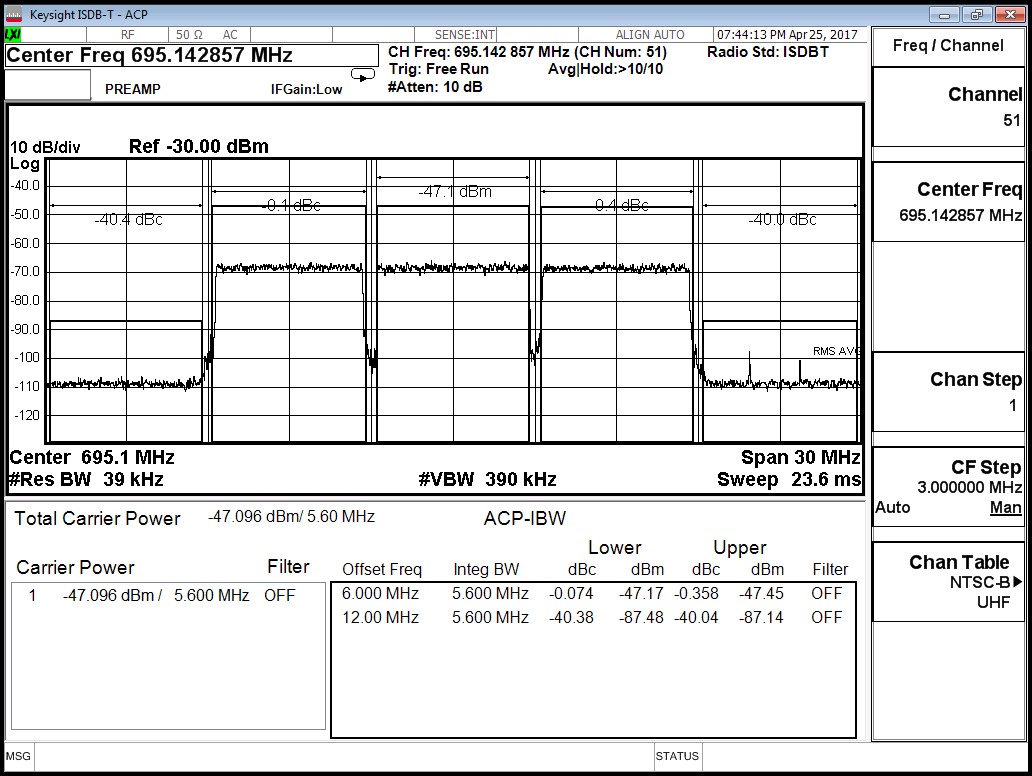 Keysight ISDB-T - ACP
LXI
RF 50 Ω AC SENSE:INT ALIGN AUTO 07:44:13 PM Apr 25, 2017
Center Freq 695.142857 MHz
CH Freq: 695.142 857 MHz (CH Num: 51) Radio Std: ISDBT
Trig: Free Run Avg|Hold:>10/10
PREAMP IFGain:Low #Atten: 10 dB
10 dB/div Ref -30.00 dBm
Log
-40.0
-50.0
-60.0
-70.0
-80.0
-90.0
-100
-110
-120
-40.4 dBc
-0.1 dBc
-47.1 dBm
0.4 dBc
-40.0 dBc
RMS AVG
Center 695.1 MHz Span 30 MHz
#Res BW 39 kHz #VBW 390 kHz Sweep 23.6 ms
Total Carrier Power -47.096 dBm/ 5.60 MHz ACP-IBW
Lower Upper
Carrier Power Filter
Offset Freq Integ BW dBc dBm dBc dBm Filter
1 -47.096 dBm / 5.600 MHz OFF
6.000 MHz 5.600 MHz -0.074 -47.17 -0.358 -47.45 OFF
12.00 MHz 5.600 MHz -40.38 -87.48 -40.04 -87.14 OFF
MSG STATUS
Freq / Channel
Channel
51
Center Freq
695.142857 MHz
Chan Step
1
CF Step
3.000000 MHz
Auto Man
Chan Table
NTSC-B
UHF